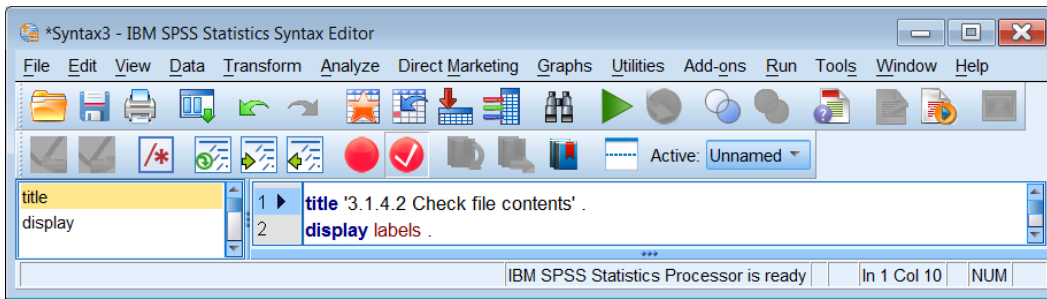 *Syntax3 - IBM SPSS Statistics Syntax Editor
File Edit View Data Transform Analyze Direct Marketing Graphs Utilities Add-ons Run Tools Window Help
/*
Active: Unnamed
title
display
1 title '3.1.4.2 Check file contents' .
2 display labels .
IBM SPSS Statistics Processor is ready In 1 Col 10 NUM